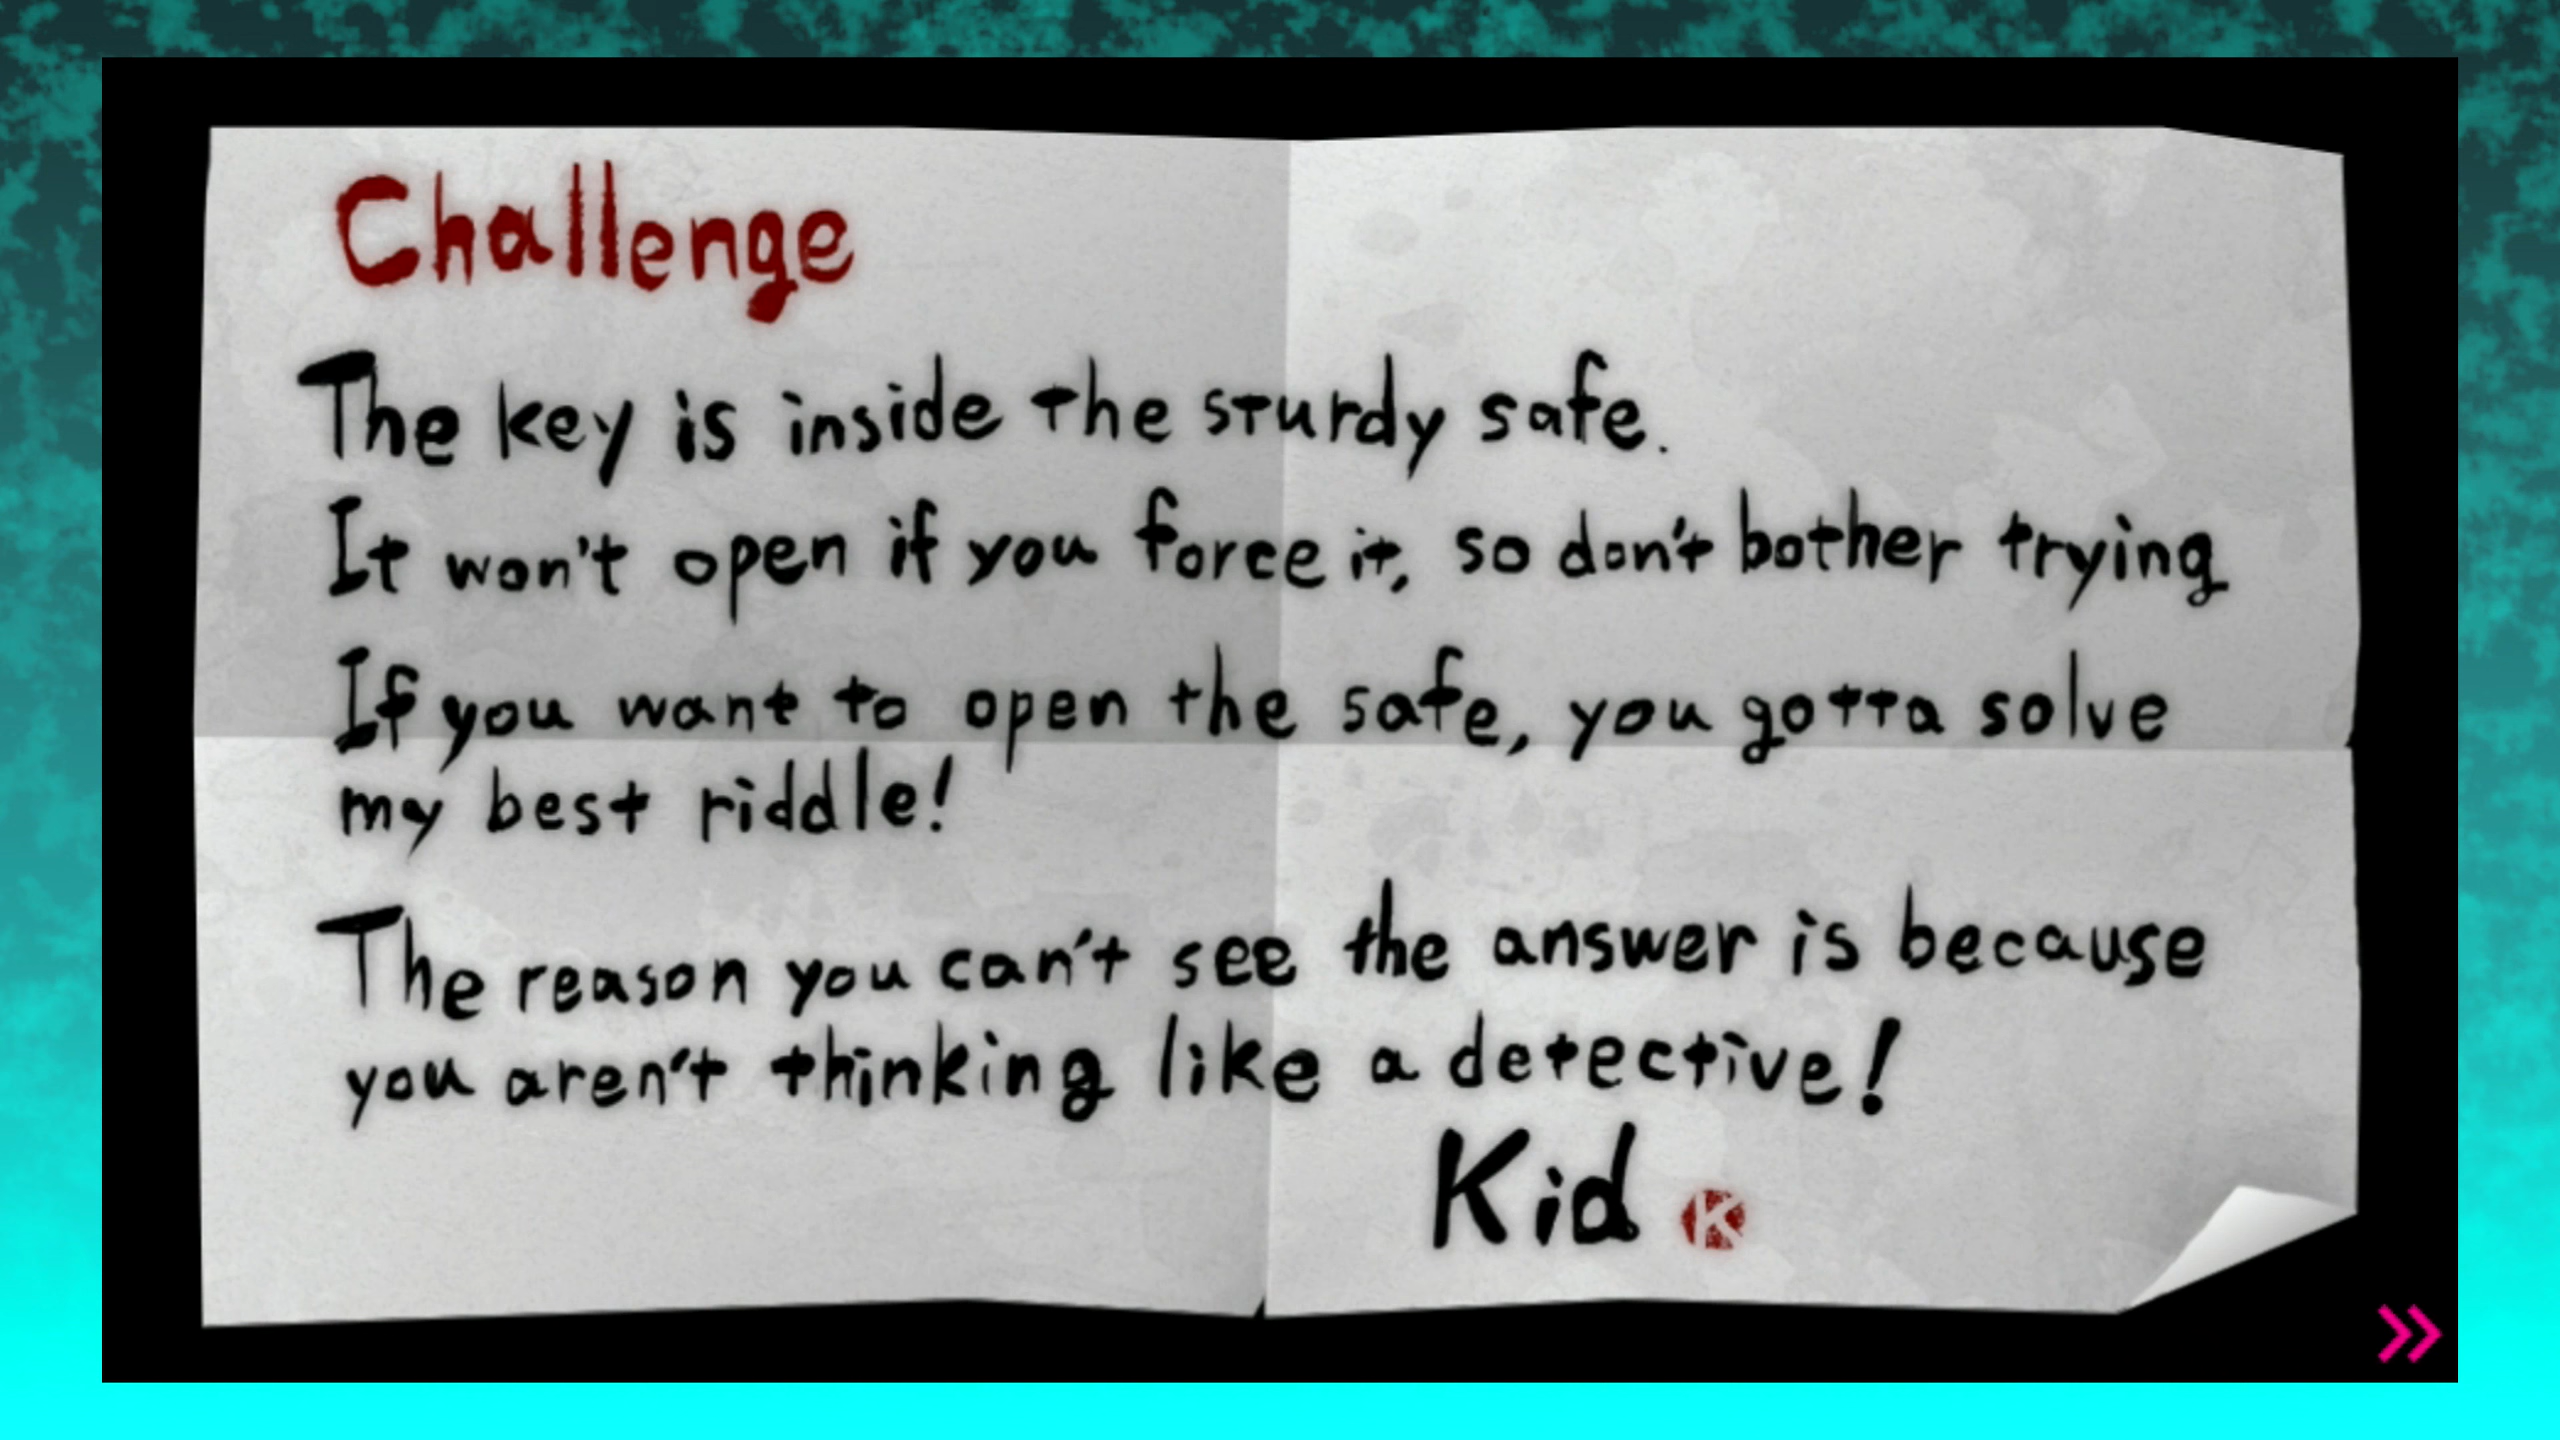 Challenge
The key is inside the sturdy safe.
It won't open if you force it, so don't bother trying
If you want to open the safe, you gotta solve
my best riddle!
The reason you can't see the answer is because
you aren't thinking like a detective!
Kid K